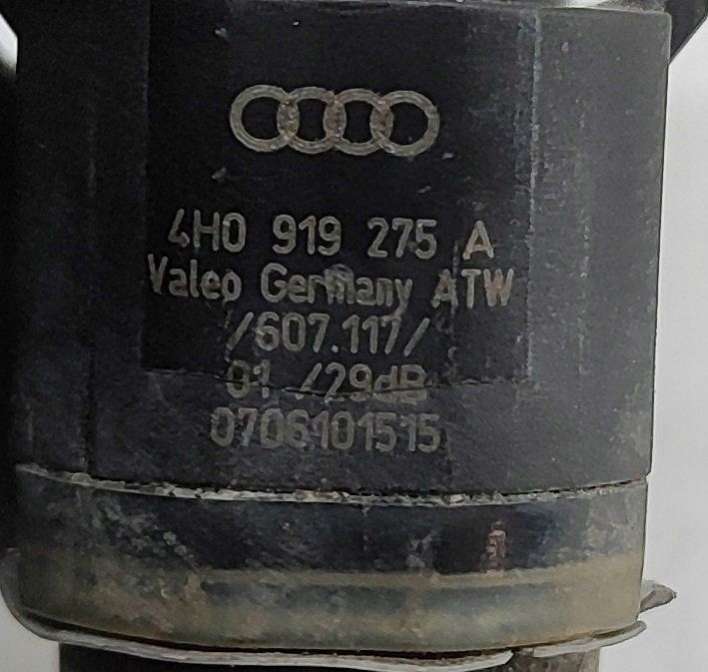 4H0 919 275 A
Valeo Germany ATW
/607.117/
01 /29dB
0706101515